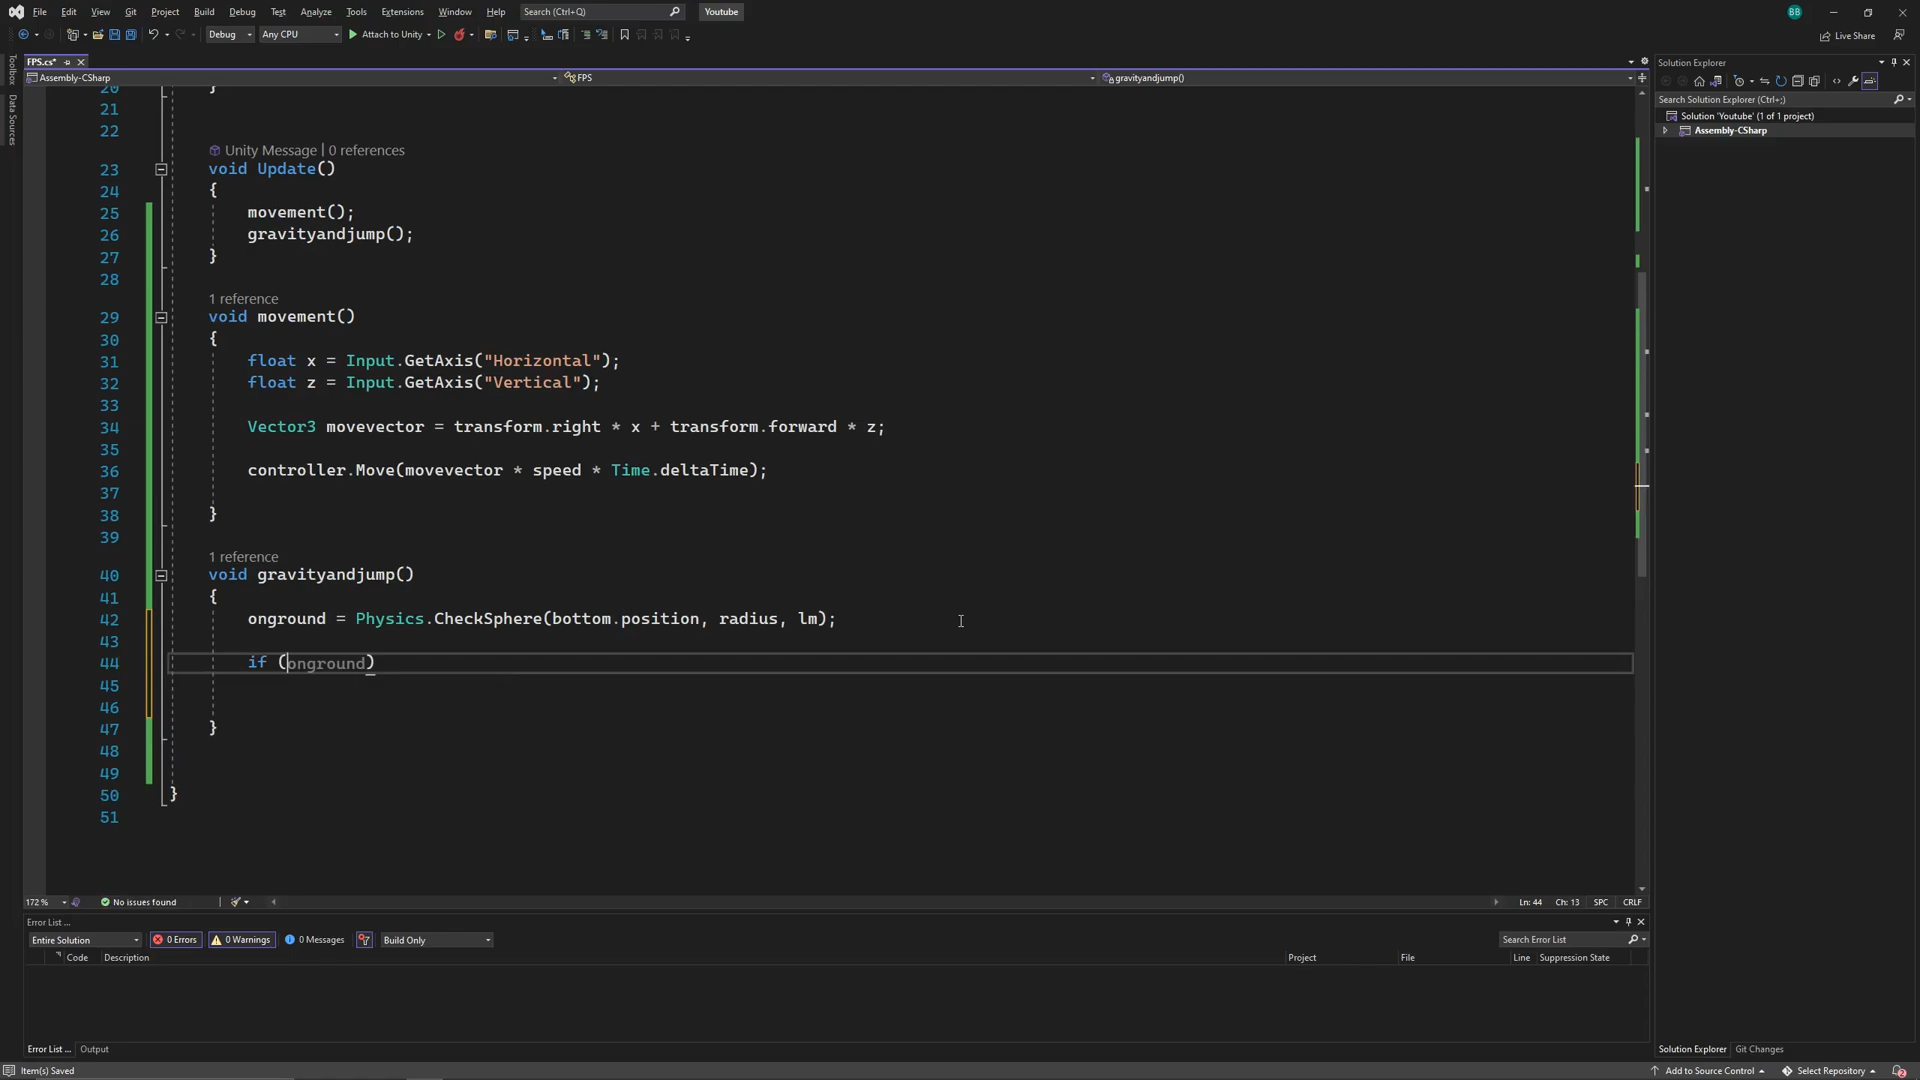 File Edit View Git Project Build Debug Test Analyze Tools Extensions Window Help Search (Ctrl+Q) Youtube BB
Debug Any CPU Attach to Unity Live Share
Toolbox
Data Sources
FPS.cs*
Assembly-CSharp FPS gravityandjump()
20 }
21
22
Unity Message | 0 references
23 void Update()
24 {
25 movement();
26 gravityandjump();
27 }
28
1 reference
29 void movement()
30 {
31 float x = Input.GetAxis("Horizontal");
32 float z = Input.GetAxis("Vertical");
33
34 Vector3 movevector = transform.right * x + transform.forward * z;
35
36 controller.Move(movevector * speed * Time.deltaTime);
37
38 }
39
1 reference
40 void gravityandjump()
41 {
42 onground = Physics.CheckSphere(bottom.position, radius, lm);
43
44 if (onground)
45
46
47 }
48
49
50 }
51
172 % No issues found Ln: 44 Ch: 13 SPC CRLF
Error List ...
Entire Solution 0 Errors 0 Warnings 0 Messages Build Only Search Error List
Code Description Project File Line Suppression State
Error List ... Output
Item(s) Saved
Solution Explorer
Search Solution Explorer (Ctrl+;)
Solution 'Youtube' (1 of 1 project)
Assembly-CSharp
Solution Explorer Git Changes
Add to Source Control Select Repository 2